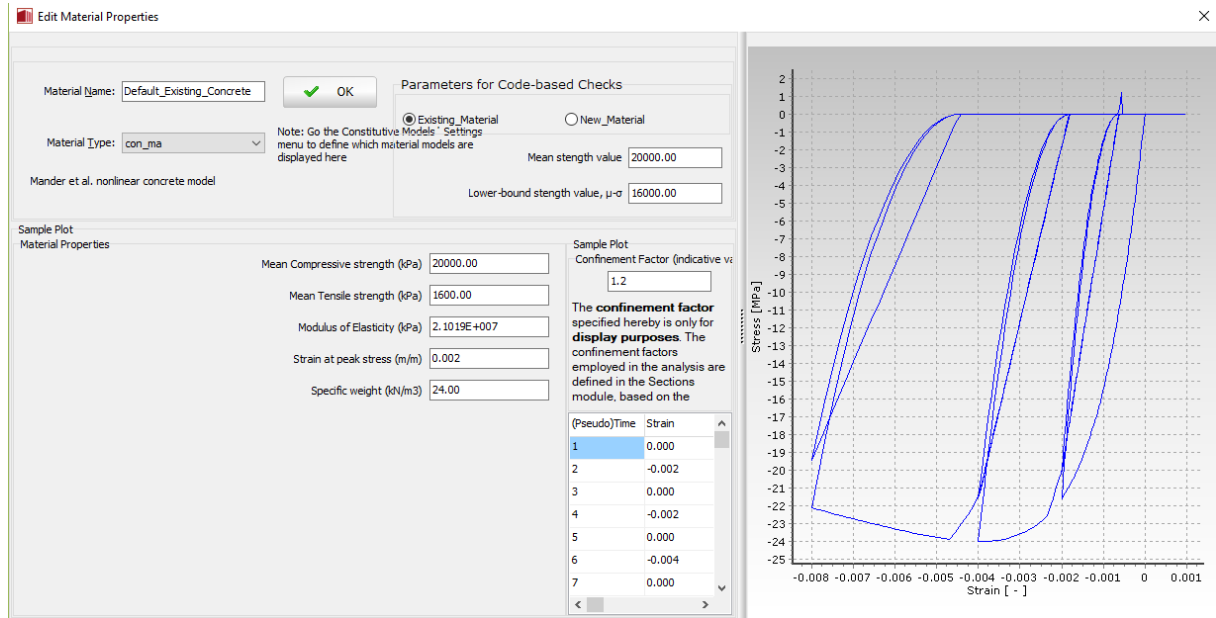 Edit Material Properties
Material Name: Default_Existing_Concrete
OK
Parameters for Code-based Checks
Existing_Material
New_Material
Material Type: con_ma
Note: Go the Constitutive Models` Settings
menu to define which material models are
displayed here
Mean stength value 20000.00
Mander et al. nonlinear concrete model
Lower-bound stength value, μ-σ 16000.00
Sample Plot
Material Properties
Mean Compressive strength (kPa) 20000.00
Mean Tensile strength (kPa) 1600.00
Modulus of Elasticity (kPa) 2.1019E+007
Strain at peak stress (m/m) 0.002
Specific weight (kN/m3) 24.00
Sample Plot
Confinement Factor (indicative va
1.2
The confinement factor
specified hereby is only for
display purposes. The
confinement factors
employed in the analysis are
defined in the Sections
module, based on the
(Pseudo)Time Strain
1 0.000
2 -0.002
3 0.000
4 -0.002
5 0.000
6 -0.004
7 0.000
Stress [MPa]
2
1
0
-1
-2
-3
-4
-5
-6
-7
-8
-9
-10
-11
-12
-13
-14
-15
-16
-17
-18
-19
-20
-21
-22
-23
-24
-25
-0.008 -0.007 -0.006 -0.005 -0.004 -0.003 -0.002 -0.001 0 0.001
Strain [ - ]